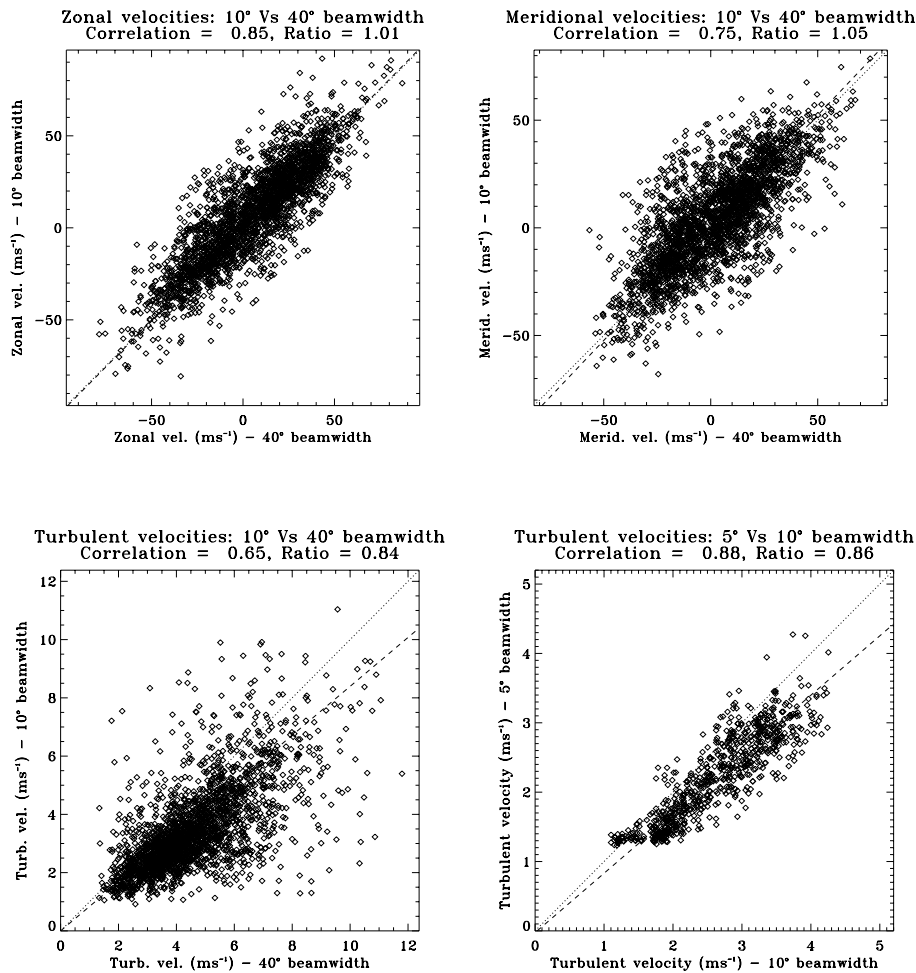 Zonal velocities: 10° Vs 40° beamwidth
Correlation = 0.85, Ratio = 1.01
50
0
−50
Zonal vel. (ms⁻¹) − 10° beamwidth
−50 0 50
Zonal vel. (ms⁻¹) − 40° beamwidth
Meridional velocities: 10° Vs 40° beamwidth
Correlation = 0.75, Ratio = 1.05
50
0
−50
Merid. vel. (ms⁻¹) − 10° beamwidth
−50 0 50
Merid. vel. (ms⁻¹) − 40° beamwidth
Turbulent velocities: 10° Vs 40° beamwidth
Correlation = 0.65, Ratio = 0.84
12
10
8
6
4
2
0
Turb. vel. (ms⁻¹) − 10° beamwidth
0 2 4 6 8 10 12
Turb. vel. (ms⁻¹) − 40° beamwidth
Turbulent velocities: 5° Vs 10° beamwidth
Correlation = 0.88, Ratio = 0.86
5
4
3
2
1
0
Turbulent velocity (ms⁻¹) − 5° beamwidth
0 1 2 3 4 5
Turbulent velocity (ms⁻¹) − 10° beamwidth